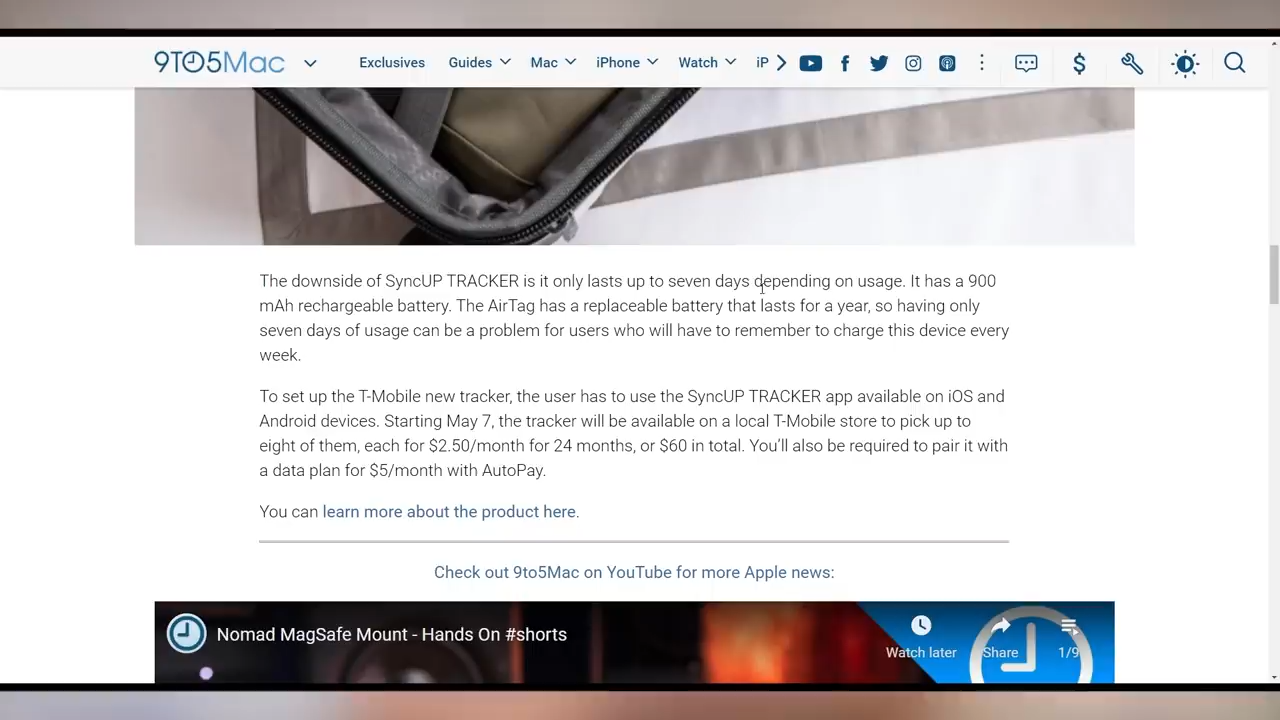 9TO5Mac
Exclusives Guides Mac iPhone Watch iP
The downside of SyncUP TRACKER is it only lasts up to seven days depending on usage. It has a 900
mAh rechargeable battery. The AirTag has a replaceable battery that lasts for a year, so having only
seven days of usage can be a problem for users who will have to remember to charge this device every
week.
To set up the T-Mobile new tracker, the user has to use the SyncUP TRACKER app available on iOS and
Android devices. Starting May 7, the tracker will be available on a local T-Mobile store to pick up to
eight of them, each for $2.50/month for 24 months, or $60 in total. You’ll also be required to pair it with
a data plan for $5/month with AutoPay.
You can learn more about the product here.
Check out 9to5Mac on YouTube for more Apple news:
Nomad MagSafe Mount - Hands On #shorts
Watch later Share 1/9